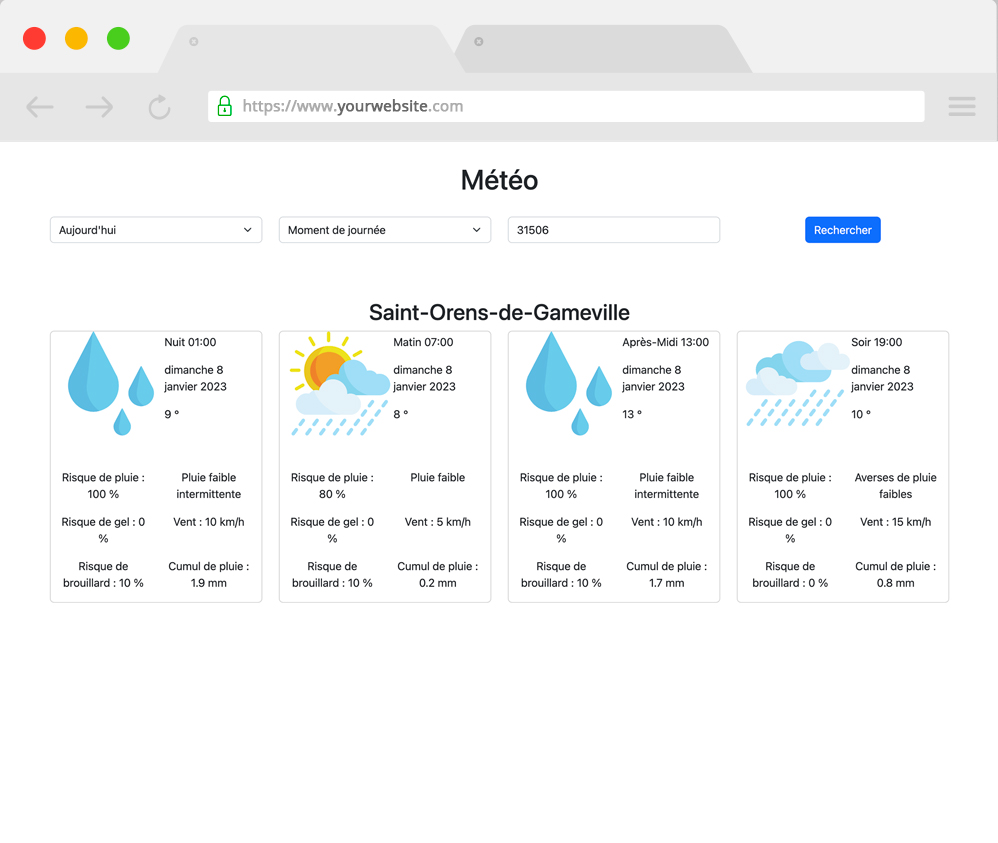 https://www.yourwebsite.com
Météo
Aujourd'hui
Moment de journée
31506
Rechercher
Saint-Orens-de-Gameville
Nuit 01:00
dimanche 8
janvier 2023
9 °
Risque de pluie :
100 %
Pluie faible
intermittente
Risque de gel : 0
%
Vent : 10 km/h
Risque de
brouillard : 10 %
Cumul de pluie :
1.9 mm
Matin 07:00
dimanche 8
janvier 2023
8 °
Risque de pluie :
80 %
Pluie faible
Risque de gel : 0
%
Vent : 5 km/h
Risque de
brouillard : 10 %
Cumul de pluie :
0.2 mm
Après-Midi 13:00
dimanche 8
janvier 2023
13 °
Risque de pluie :
100 %
Pluie faible
intermittente
Risque de gel : 0
%
Vent : 10 km/h
Risque de
brouillard : 10 %
Cumul de pluie :
1.7 mm
Soir 19:00
dimanche 8
janvier 2023
10 °
Risque de pluie :
100 %
Averses de pluie
faibles
Risque de gel : 0
%
Vent : 15 km/h
Risque de
brouillard : 0 %
Cumul de pluie :
0.8 mm